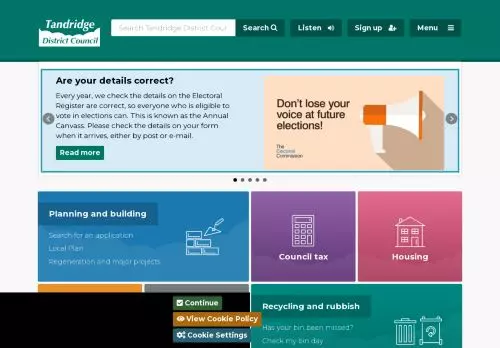 Tandridge
District Council
Search Tandridge District Cou
Search
Listen
Sign up
Menu
Are your details correct?
Every year, we check the details on the Electoral
Register are correct, so everyone who is eligible to
vote in elections can. This is known as the Annual
Canvass. Please check the details on your form
when it arrives, either by post or e-mail.
Read more
Don't lose your
voice at future
elections!
The
Electoral
Commission
Planning and building
Search for an application
Local Plan
Regeneration and major projects
Council tax
Housing
Continue
View Cookie Policy
Cookie Settings
Recycling and rubbish
Has your bin been missed?
Check my bin day